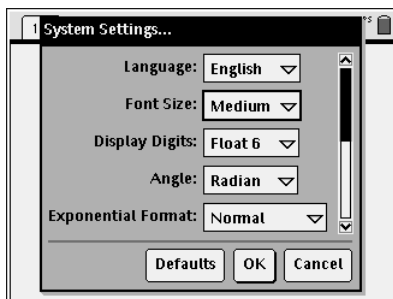 1
System Settings...
Language: English
Font Size: Medium
Display Digits: Float 6
Angle: Radian
Exponential Format: Normal
Defaults OK Cancel